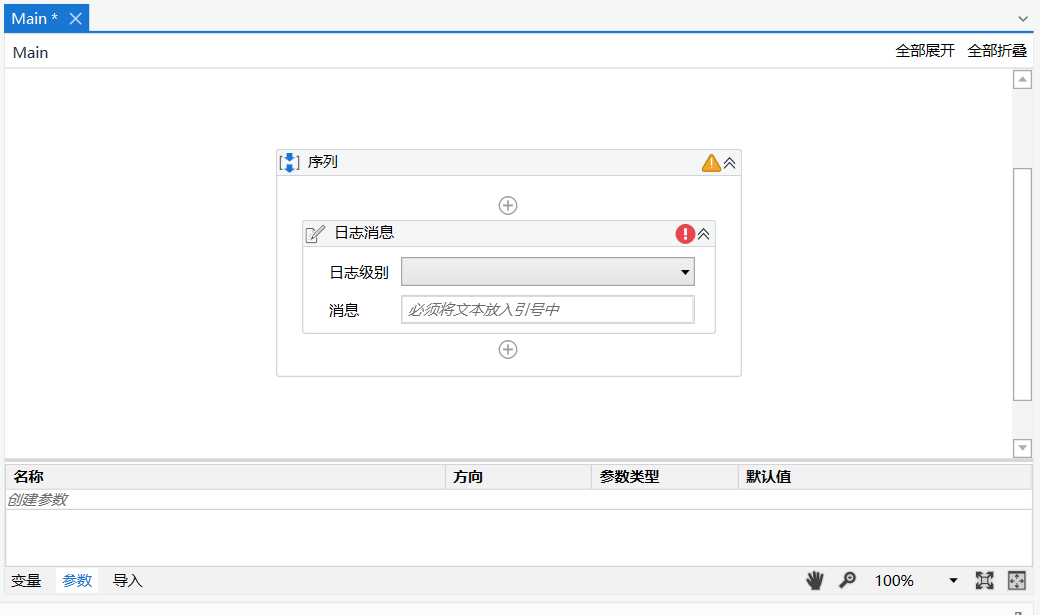 Main *
Main
全部展开 全部折叠
序列
日志消息
日志级别
消息 必须将文本放入引号中
名称 方向 参数类型 默认值
创建参数
变量 参数 导入 100%